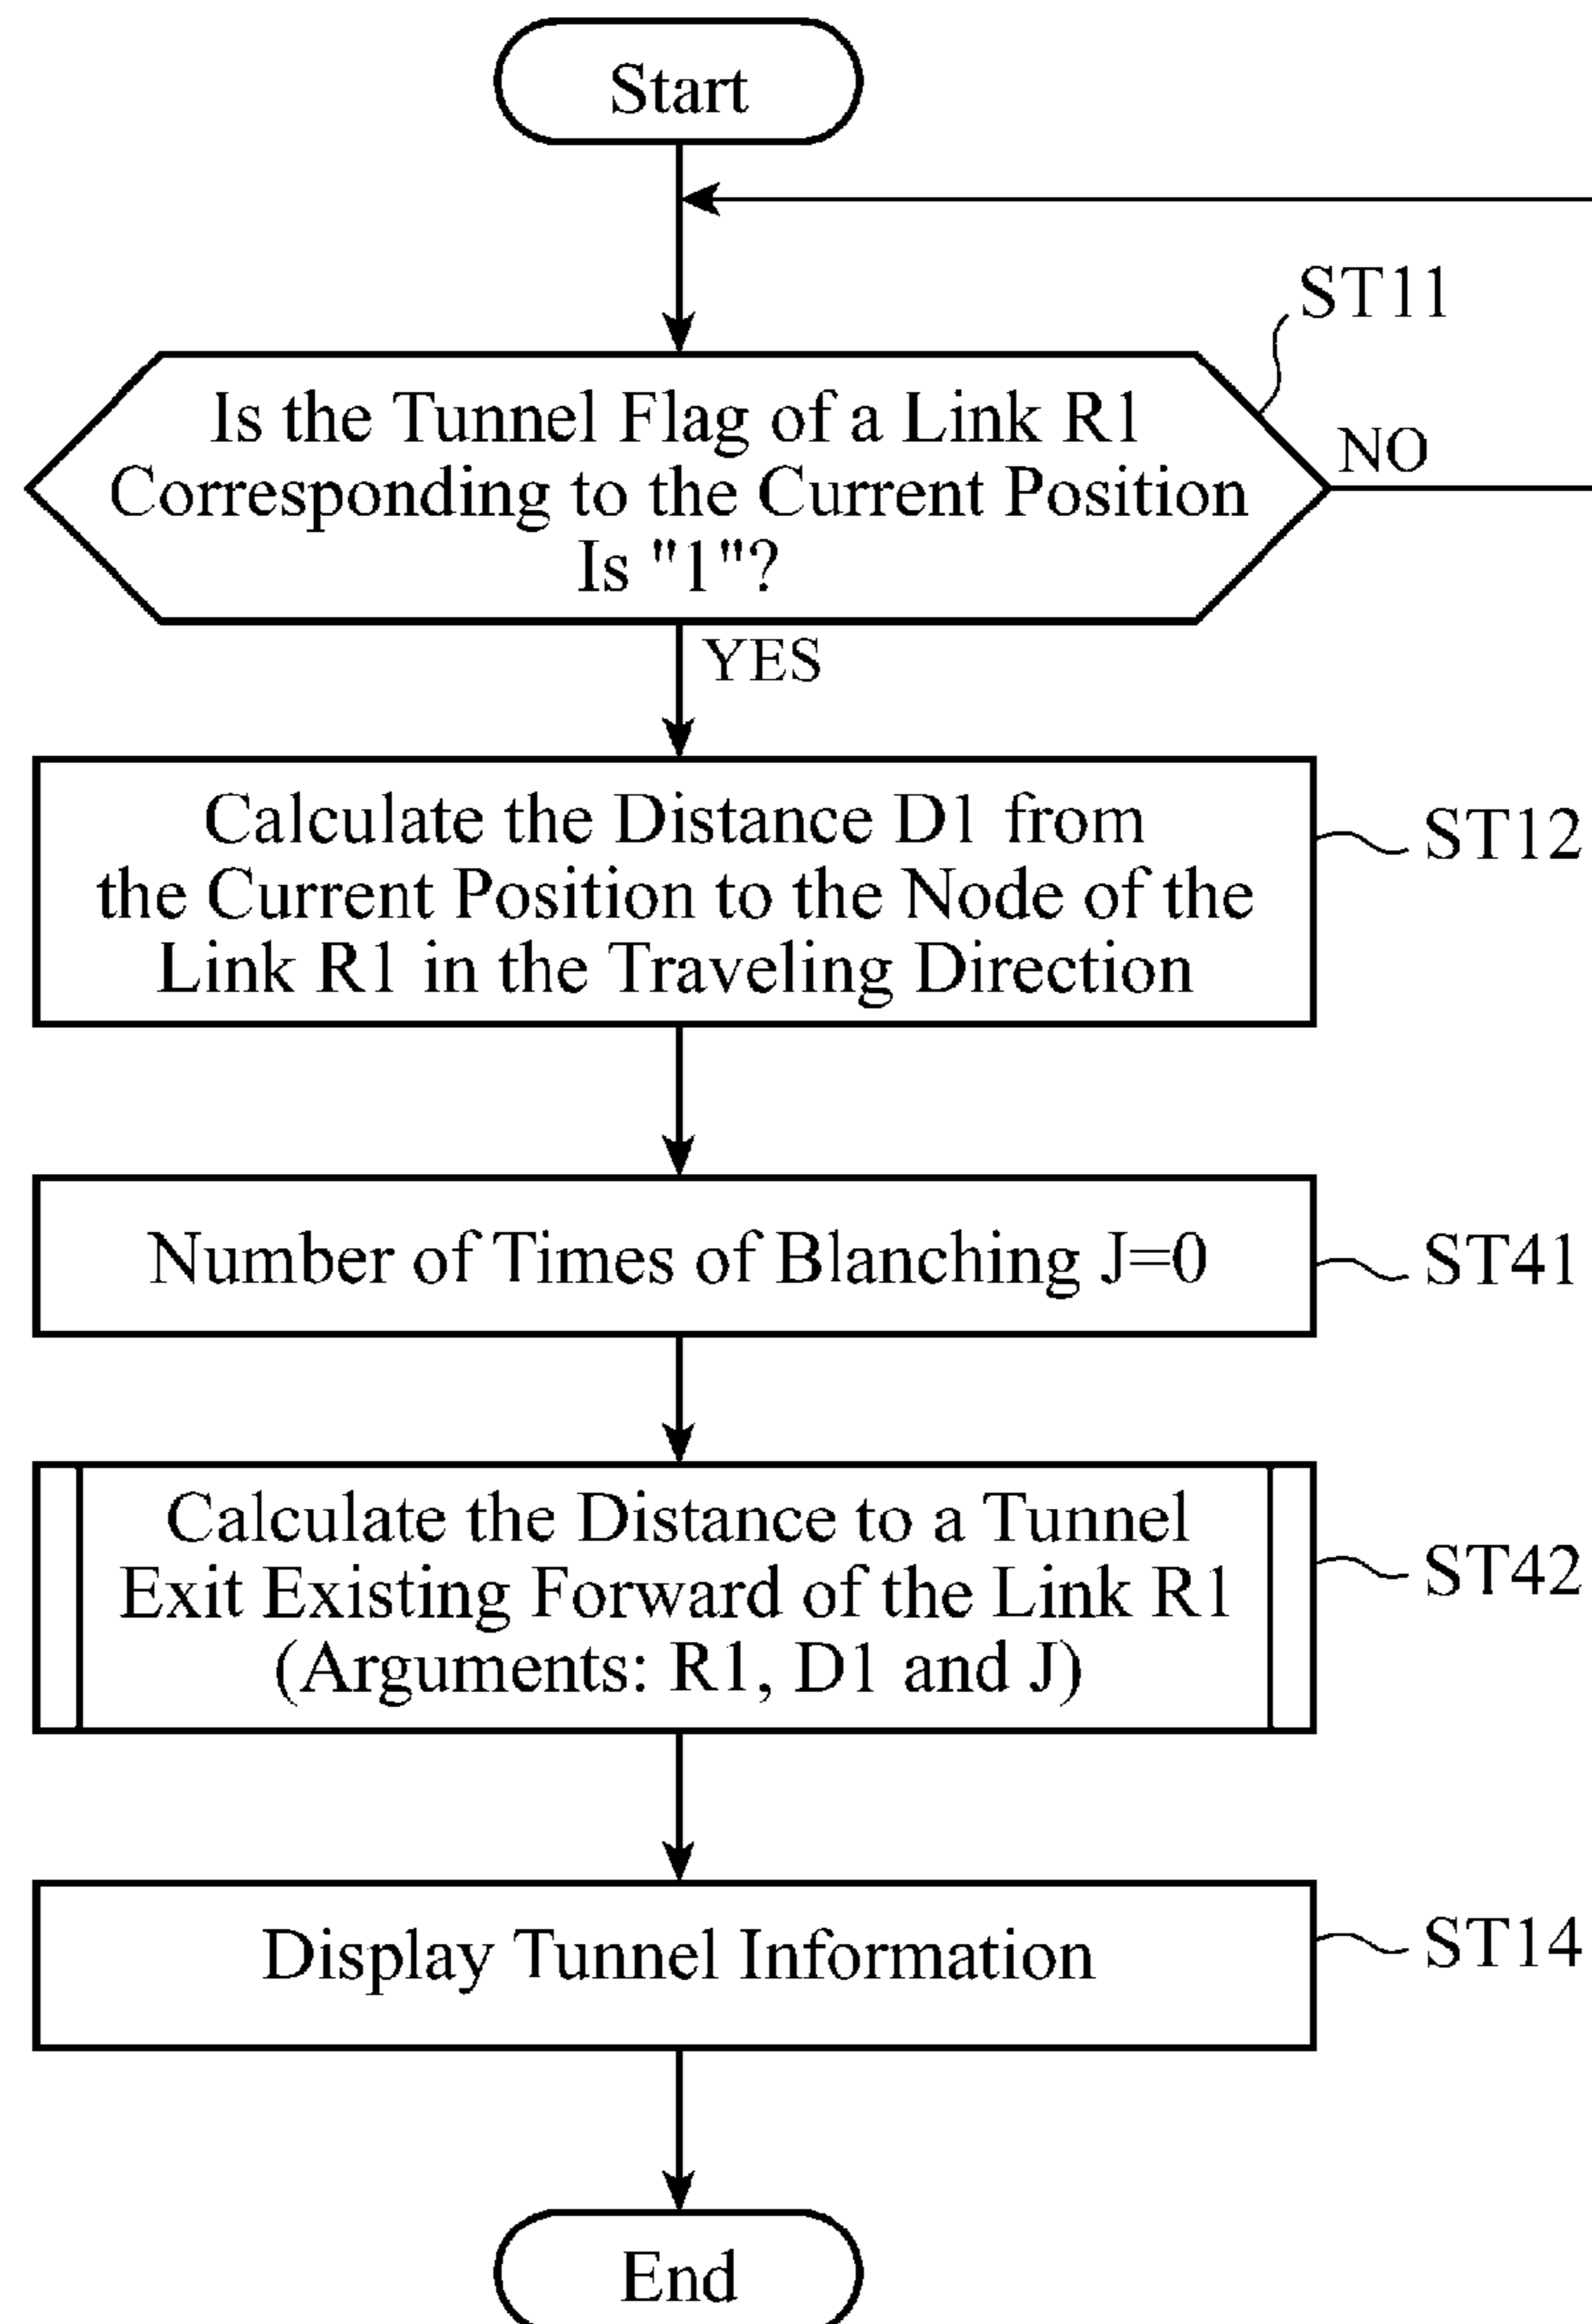 Start
ST11
Is the Tunnel Flag of a Link R1
Corresponding to the Current Position
Is "1"?
NO
YES
Calculate the Distance D1 from
the Current Position to the Node of the
Link R1 in the Traveling Direction
ST12
Number of Times of Blanching J=0
ST41
Calculate the Distance to a Tunnel
Exit Existing Forward of the Link R1
(Arguments: R1, D1 and J)
ST42
Display Tunnel Information
ST14
End